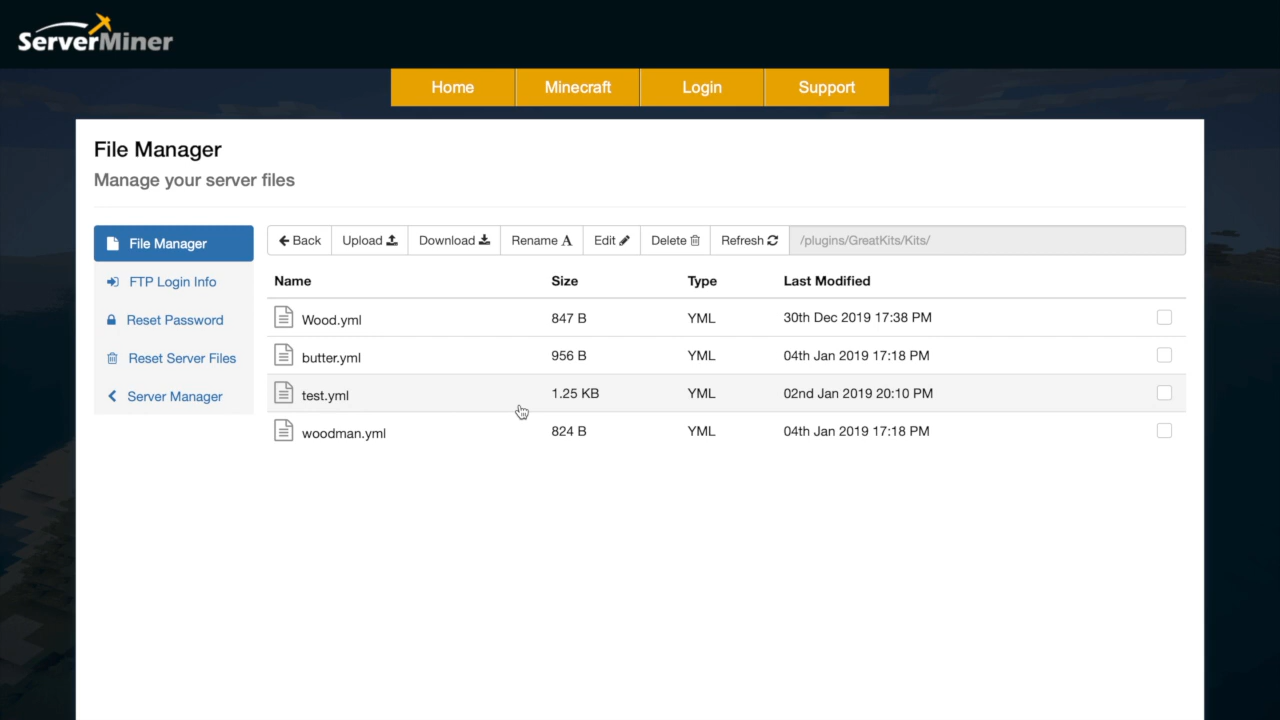 ServerMiner
Home Minecraft Login Support
File Manager
Manage your server files
File Manager
FTP Login Info
Reset Password
Reset Server Files
Server Manager
Back Upload Download Rename A Edit Delete Refresh /plugins/GreatKits/Kits/
Name Size Type Last Modified
Wood.yml 847 B YML 30th Dec 2019 17:38 PM
butter.yml 956 B YML 04th Jan 2019 17:18 PM
test.yml 1.25 KB YML 02nd Jan 2019 20:10 PM
woodman.yml 824 B YML 04th Jan 2019 17:18 PM